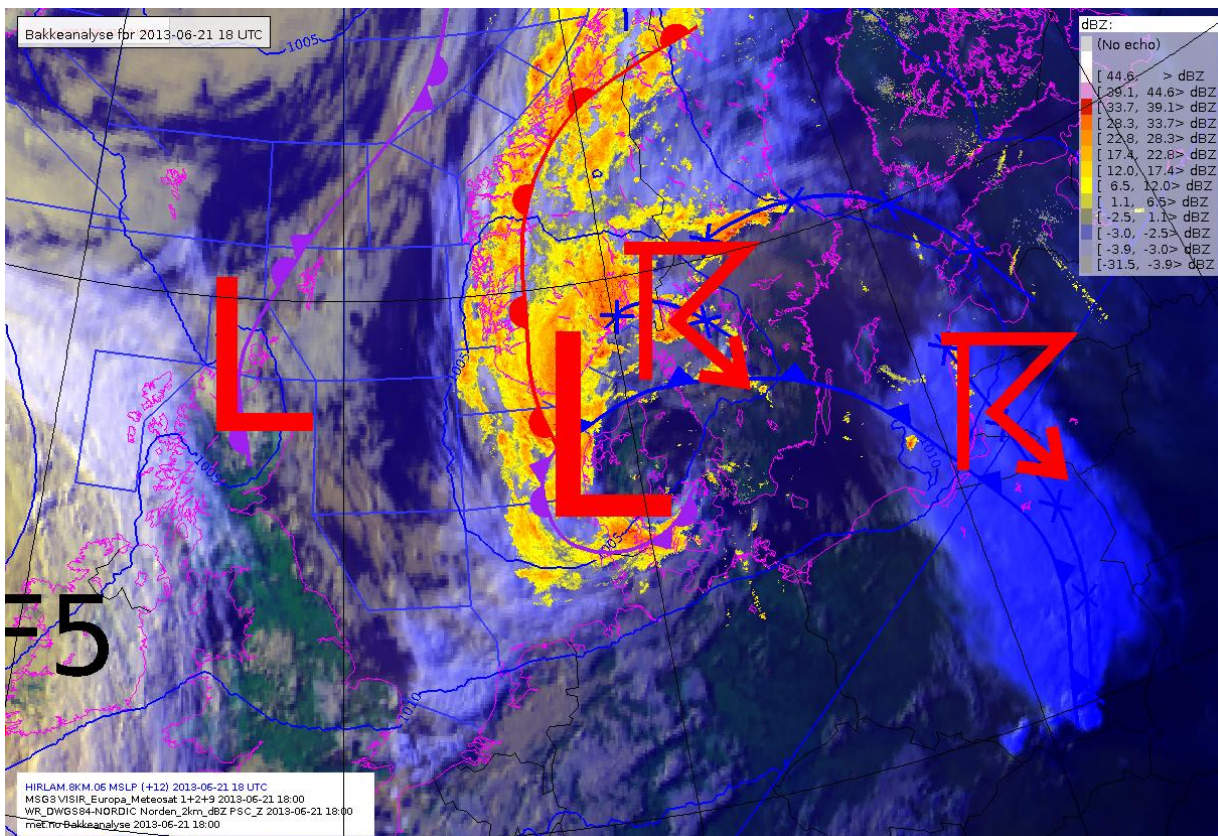 Bakkeanalyse for 2013-06-21 18 UTC
1005
dBZ:
(No echo)
[ 44.6,     > dBZ
[ 39.1, 44.6> dBZ
[ 33.7, 39.1> dBZ
[ 28.3, 33.7> dBZ
[ 22.8, 28.3> dBZ
[ 17.4, 22.8> dBZ
[ 12.0, 17.4> dBZ
[ 6.5, 12.0> dBZ
[ 1.1, 6.5> dBZ
[ -2.5, 1.1> dBZ
[ -3.0, -2.5> dBZ
[ -3.9, -3.0> dBZ
[-31.5, -3.9> dBZ
L
1005
L
1005
1010
1005
5
1010
HIRLAM.8KM.06 MSLP (+12) 2013-06-21 18 UTC
MSG3 VISIR_Europa_Meteosat 1+2+9 2013-06-21 18:00
WR_DWGS84-NORDIC Norden_2km_dBZ PSC_Z 2013-06-21 18:00
met.no Bakkeanalyse 2013-06-21 18:00